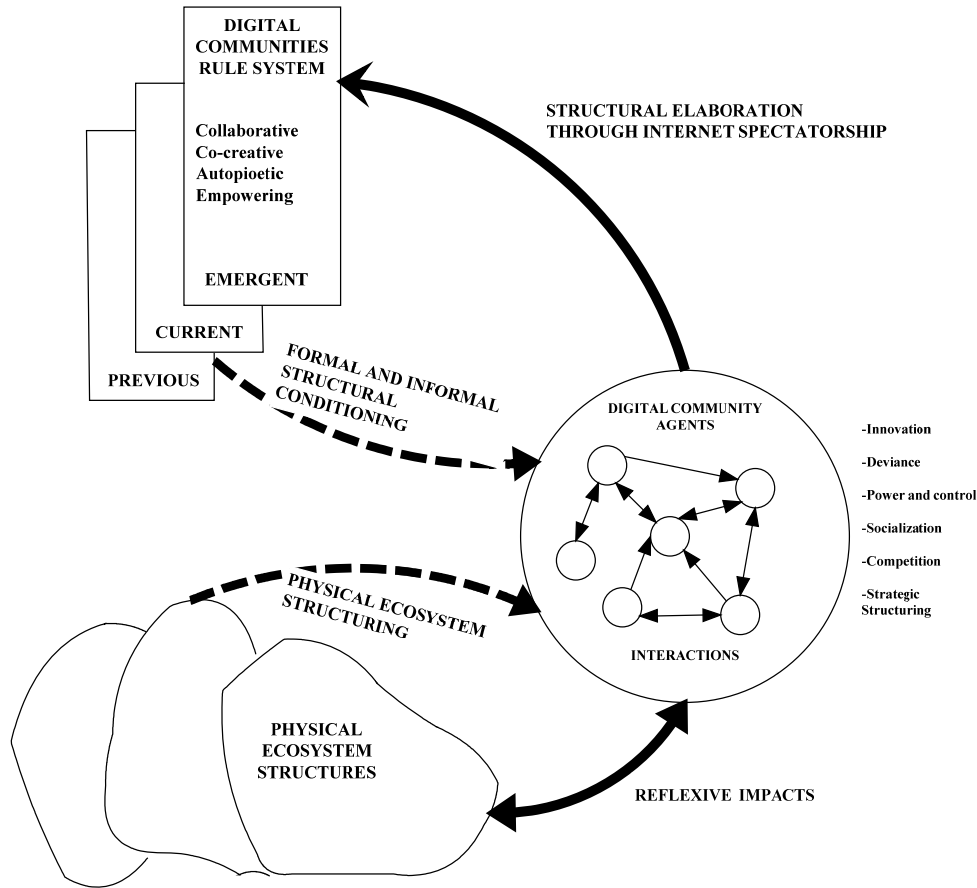 DIGITAL
COMMUNITIES
RULE SYSTEM
Collaborative
Co-creative
Autopioetic
Empowering
EMERGENT
CURRENT
PREVIOUS
STRUCTURAL ELABORATION
THROUGH INTERNET SPECTATORSHIP
FORMAL AND INFORMAL
STRUCTURAL
CONDITIONING
DIGITAL COMMUNITY
AGENTS
INTERACTIONS
-Innovation
-Deviance
-Power and control
-Socialization
-Competition
-Strategic
Structuring
PHYSICAL ECOSYSTEM
STRUCTURING
PHYSICAL
ECOSYSTEM
STRUCTURES
REFLEXIVE IMPACTS